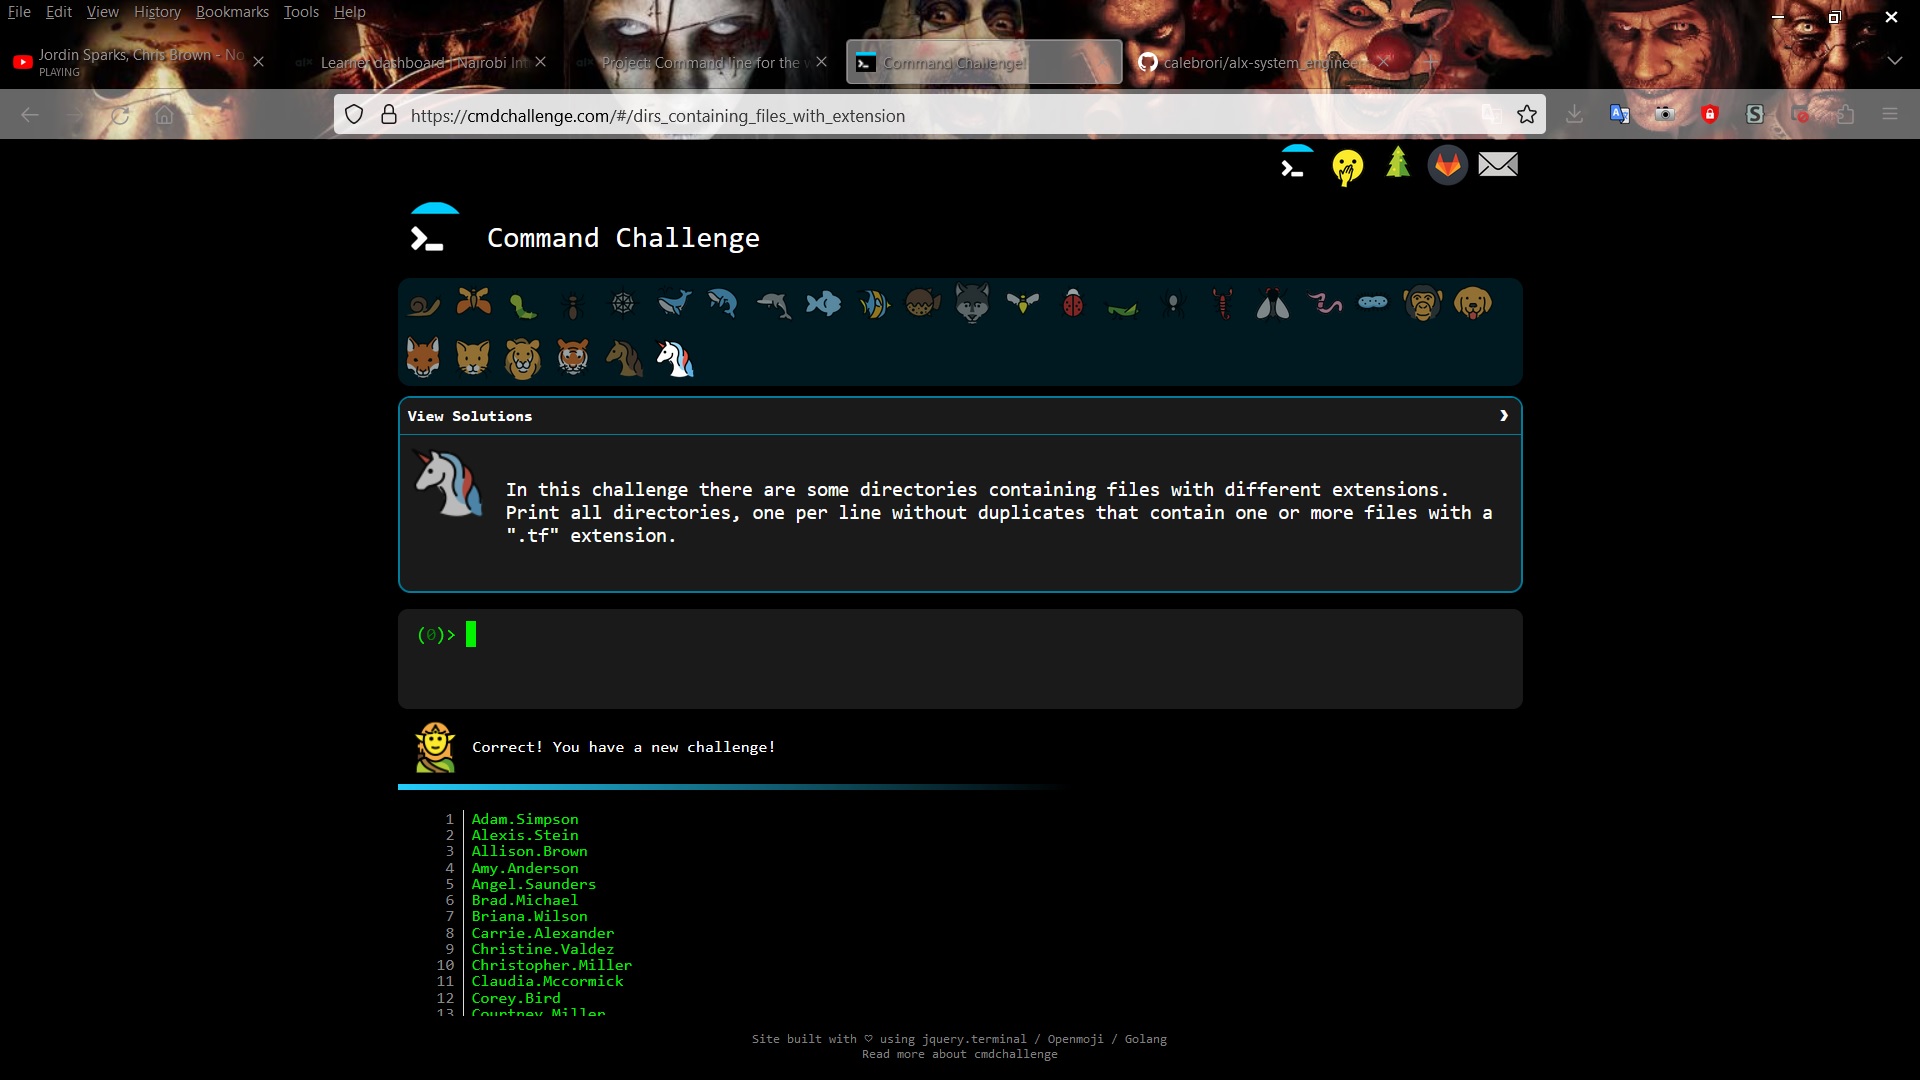 File Edit View History Bookmarks Tools Help
Jordin Sparks, Chris Brown - No
PLAYING
Learner dashboard | Nairobi Int
Project: Command line for the w
Command Challenge!
calebrori/alx-system_engineer
https://cmdchallenge.com/#/dirs_containing_files_with_extension
Command Challenge
View Solutions
In this challenge there are some directories containing files with different extensions.
Print all directories, one per line without duplicates that contain one or more files with a
".tf" extension.
(0)>
Correct! You have a new challenge!
1 Adam.Simpson
2 Alexis.Stein
3 Allison.Brown
4 Amy.Anderson
5 Angel.Saunders
6 Brad.Michael
7 Briana.Wilson
8 Carrie.Alexander
9 Christine.Valdez
10 Christopher.Miller
11 Claudia.Mccormick
12 Corey.Bird
13 Courtney.Miller
Site built with ♡ using jquery.terminal / Openmoji / Golang
Read more about cmdchallenge